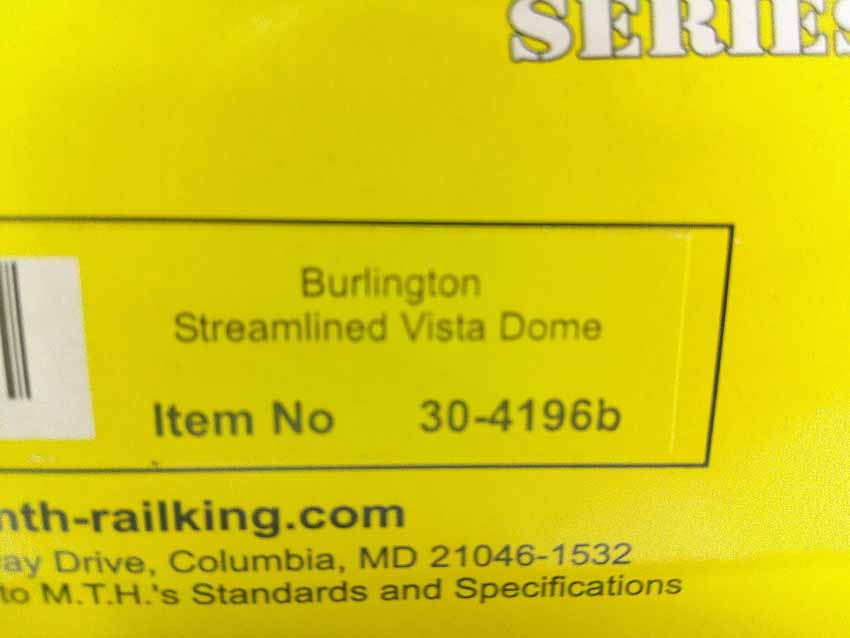 SERIES
Burlington
Streamlined Vista Dome
Item No 30-4196b
mth-railking.com
ay Drive, Columbia, MD 21046-1532
to M.T.H.'s Standards and Specifications